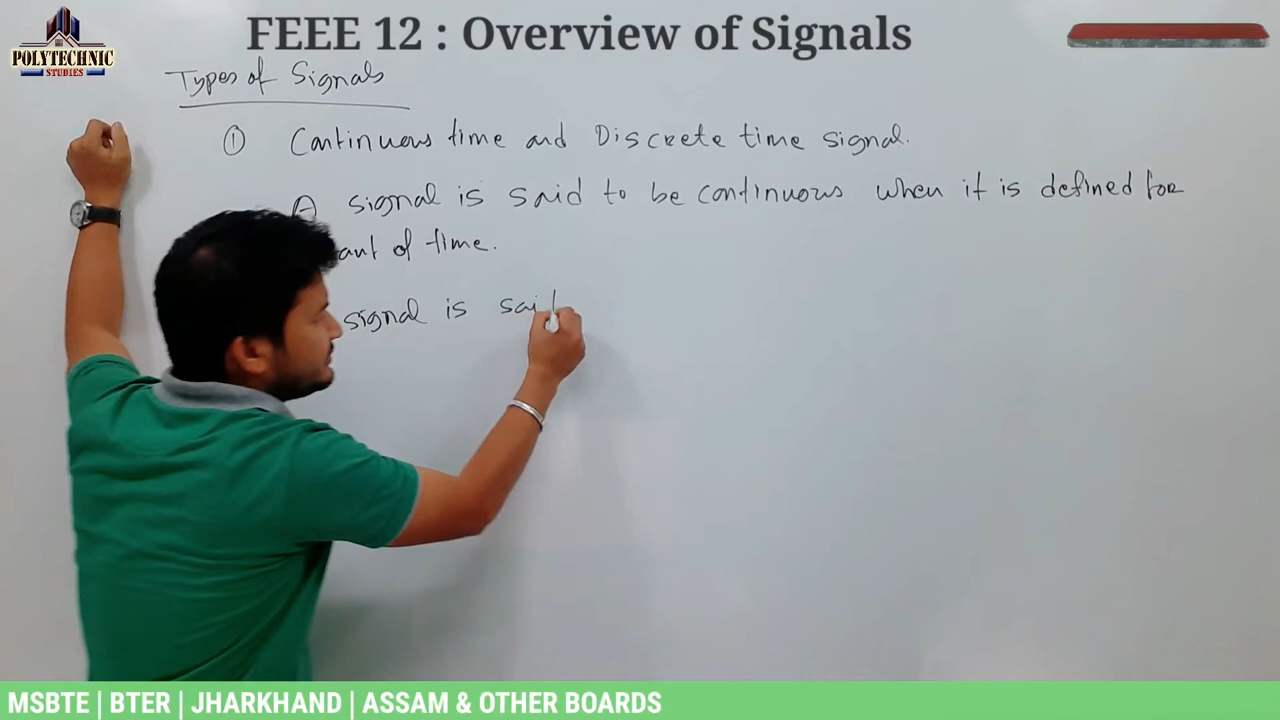 FEEE 12 : Overview of Signals
POLYTECHNIC
STUDIES
Types of Signals
① Continuous time and Discrete time signal.
A signal is said to be continuous when it is defined for
of time.
signal is said
MSBTE | BTER | JHARKHAND | ASSAM & OTHER BOARDS